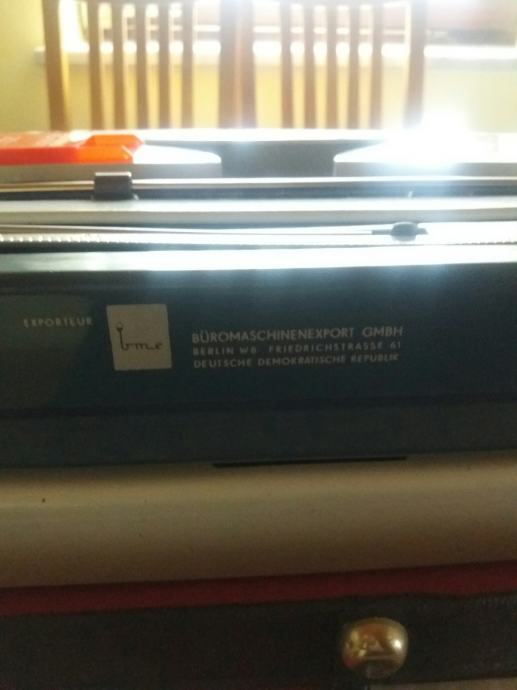 EXPORTEUR
bme
BÜROMASCHINENEXPORT GMBH
BERLIN W8 FRIEDRICHSTRASSE 61
DEUTSCHE DEMOKRATISCHE REPUBLIK